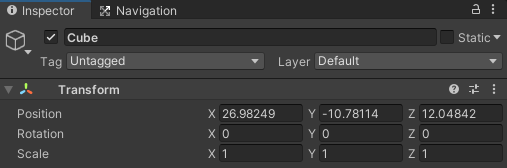 Inspector Navigation
Cube Static
Tag Untagged Layer Default
Transform
Position X 26.98249 Y -10.78114 Z 12.04842
Rotation X 0 Y 0 Z 0
Scale X 1 Y 1 Z 1